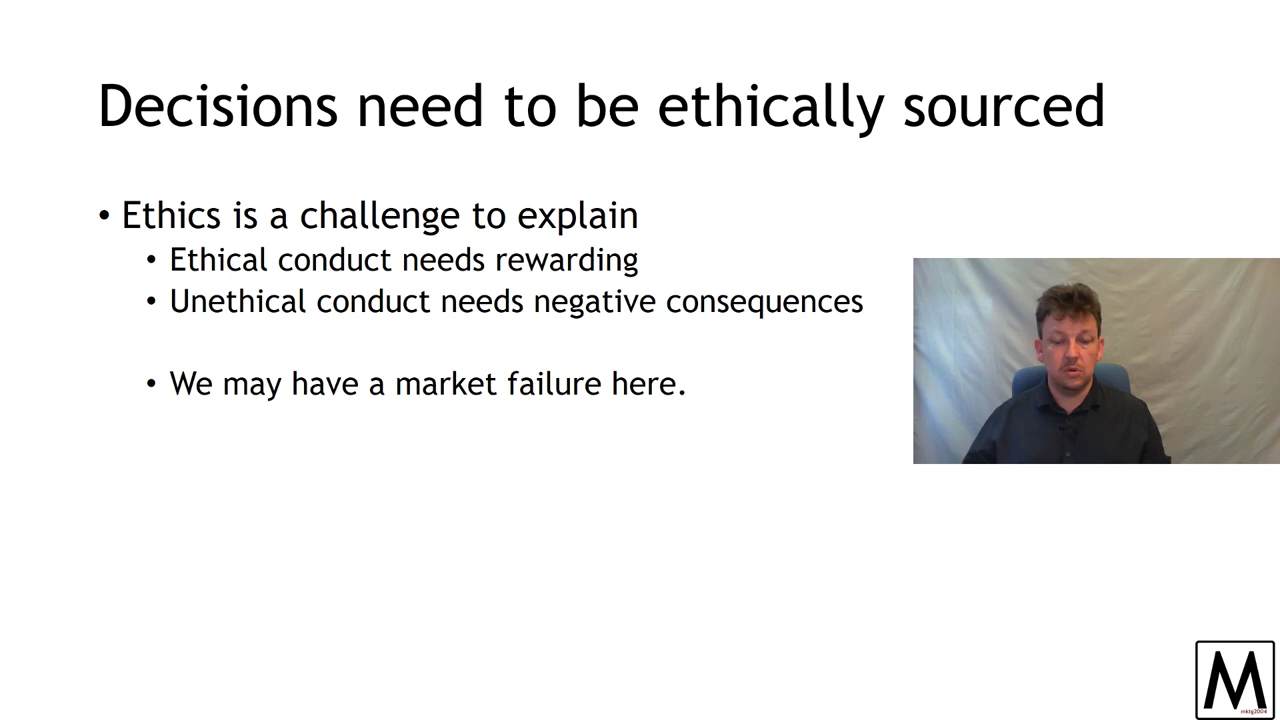 Decisions need to be ethically sourced
• Ethics is a challenge to explain
• Ethical conduct needs rewarding
• Unethical conduct needs negative consequences
• We may have a market failure here.
M
mktg2004